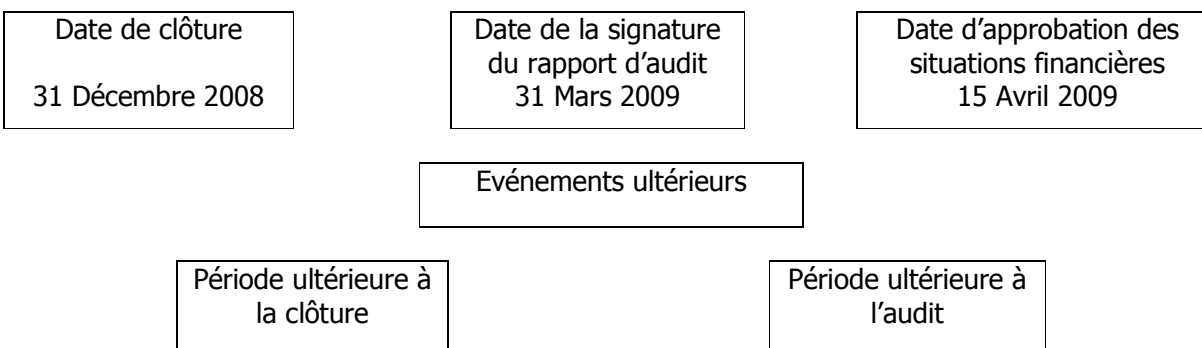 Date de clôture
31 Décembre 2008
Date de la signature
du rapport d’audit
31 Mars 2009
Date d’approbation des
situations financières
15 Avril 2009
Evénements ultérieurs
Période ultérieure à
la clôture
Période ultérieure à
l’audit